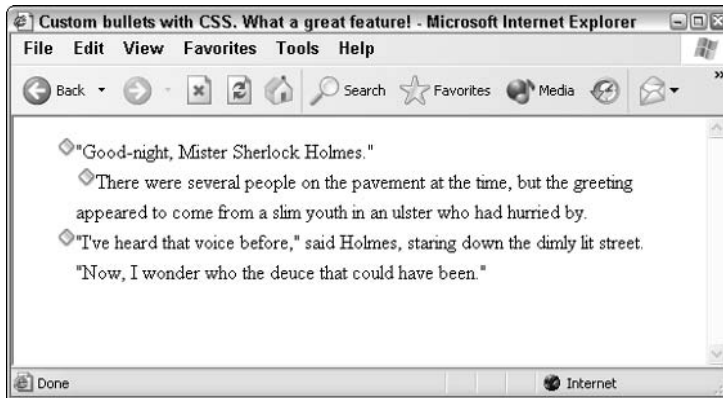 Custom bullets with CSS. What a great feature! - Microsoft Internet Explorer
File Edit View Favorites Tools Help
Back Search Favorites Media »
"Good-night, Mister Sherlock Holmes."
There were several people on the pavement at the time, but the greeting
appeared to come from a slim youth in an ulster who had hurried by.
"I've heard that voice before," said Holmes, staring down the dimly lit street.
"Now, I wonder who the deuce that could have been."
Done Internet